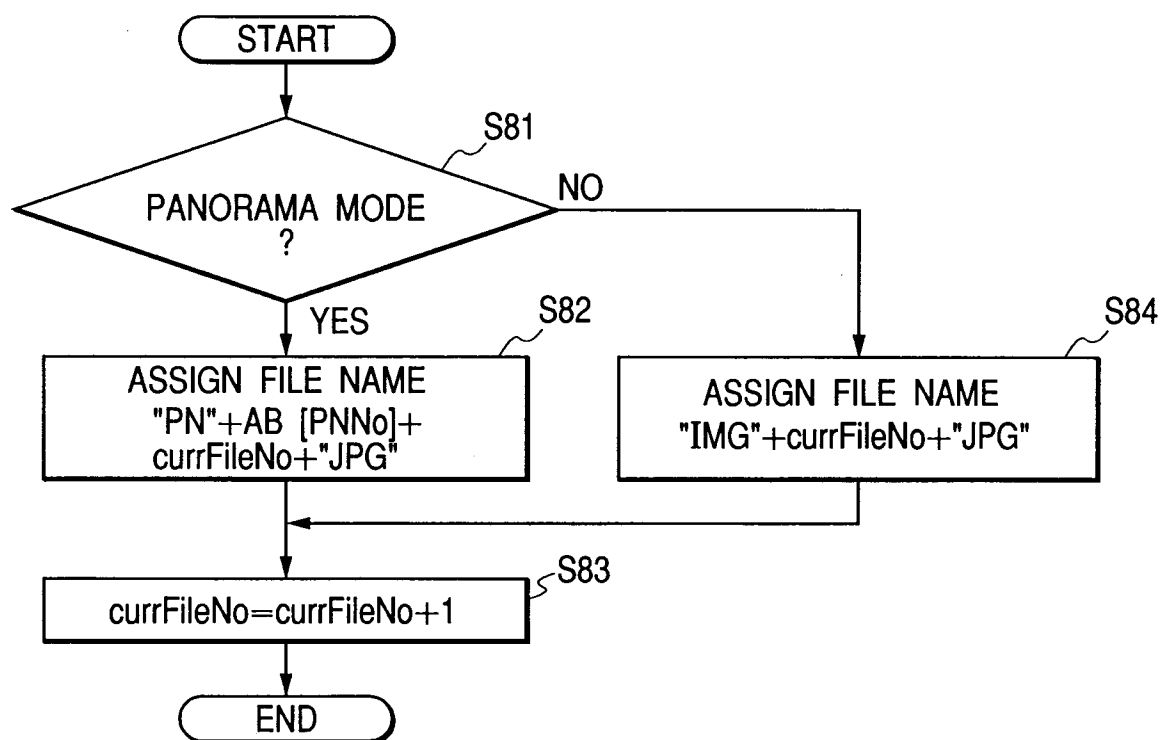 START
S81
PANORAMA MODE
?
NO
YES
S82
ASSIGN FILE NAME
"PN"+AB [PNNo]+
currFileNo+"JPG"
S84
ASSIGN FILE NAME
"IMG"+currFileNo+"JPG"
S83
currFileNo=currFileNo+1
END